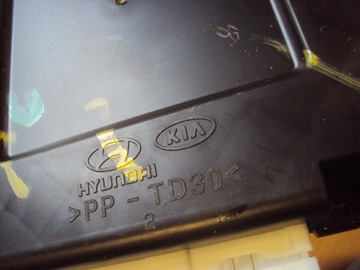 KIA
HYUNDAI
>PP - TD30<
2